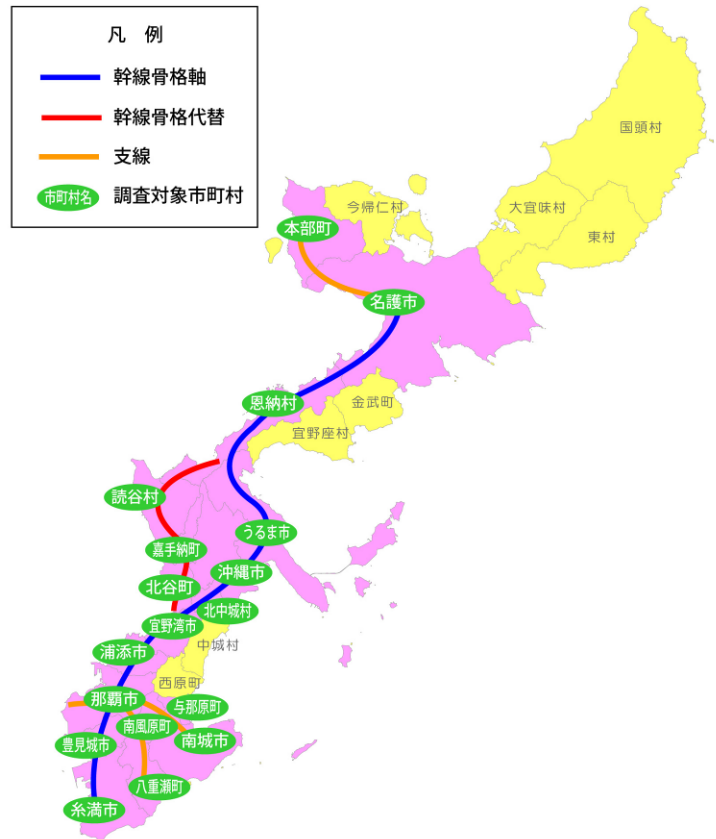 凡 例
幹線骨格軸
幹線骨格代替
支線
市町村名 調査対象市町村
国頭村
大宜味村
東村
今帰仁村
本部町
名護市
恩納村
金武町
宜野座村
読谷村
うるま市
嘉手納町
沖縄市
北谷町
北中城村
宜野湾市
中城村
浦添市
西原町
那覇市
与那原町
南風原町
南城市
豊見城市
八重瀬町
糸満市